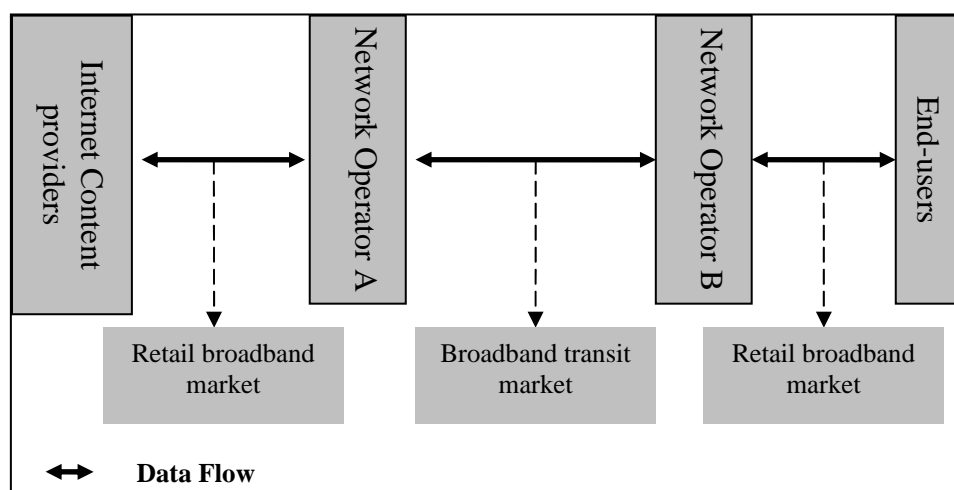 Internet Content
providers
Network Operator A
Network Operator B
End-users
Retail broadband
market
Broadband transit
market
Retail broadband
market
Data Flow